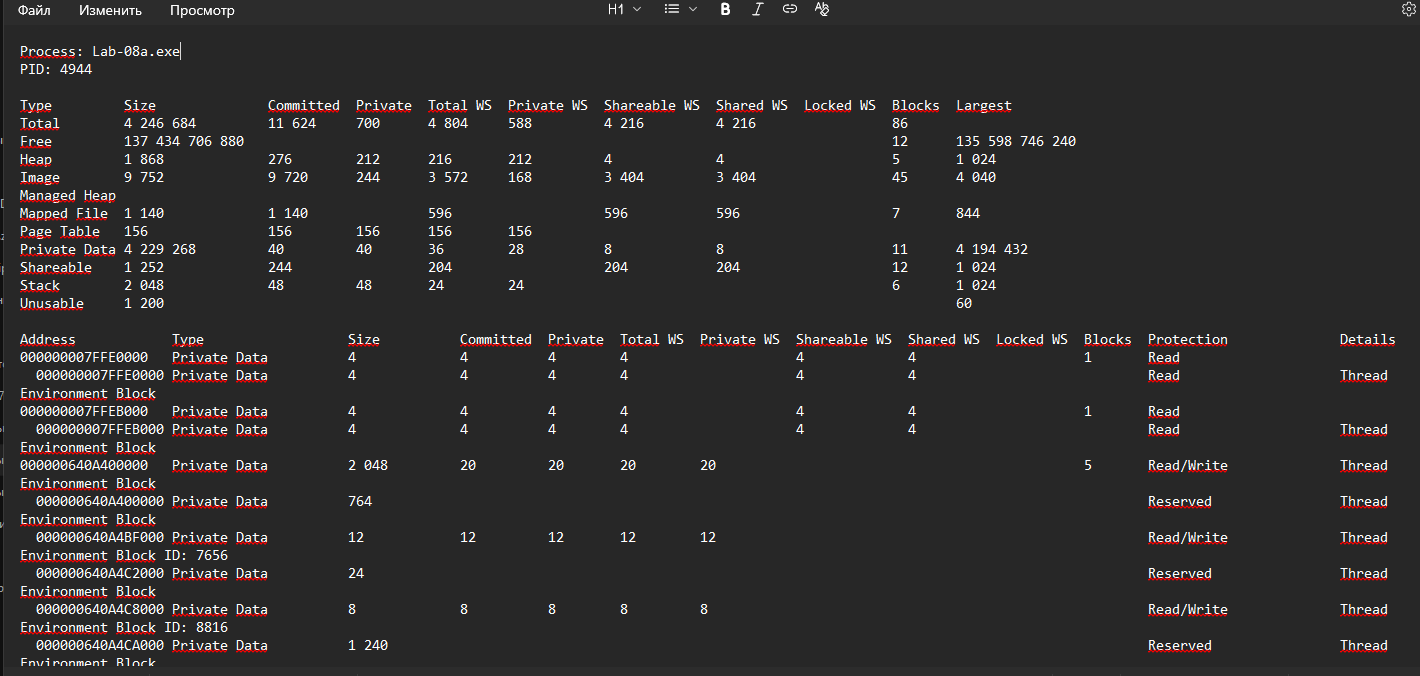 Файл Изменить Просмотр H1 B I
Process: Lab-08a.exe
PID: 4944
Type Size Committed Private Total WS Private WS Shareable WS Shared WS Locked WS Blocks Largest
Total 4 246 684 11 624 700 4 804 588 4 216 4 216 86
Free 137 434 706 880 12 135 598 746 240
Heap 1 868 276 212 216 212 4 4 5 1 024
Image 9 752 9 720 244 3 572 168 3 404 3 404 45 4 040
Managed Heap
Mapped File 1 140 1 140 596 596 596 7 844
Page Table 156 156 156 156 156
Private Data 4 229 268 40 40 36 28 8 8 11 4 194 432
Shareable 1 252 244 204 204 204 12 1 024
Stack 2 048 48 48 24 24 6 1 024
Unusable 1 200 60
Address Type Size Committed Private Total WS Private WS Shareable WS Shared WS Locked WS Blocks Protection Details
000000007FFE0000 Private Data 4 4 4 4 4 4 1 Read
000000007FFE0000 Private Data 4 4 4 4 4 4 Read Thread
Environment Block
000000007FFEB000 Private Data 4 4 4 4 4 4 1 Read
000000007FFEB000 Private Data 4 4 4 4 4 4 Read Thread
Environment Block
000000640A400000 Private Data 2 048 20 20 20 20 5 Read/Write Thread
Environment Block
000000640A400000 Private Data 764 Reserved Thread
Environment Block
000000640A4BF000 Private Data 12 12 12 12 12 Read/Write Thread
Environment Block ID: 7656
000000640A4C2000 Private Data 24 Reserved Thread
Environment Block
000000640A4C8000 Private Data 8 8 8 8 8 Read/Write Thread
Environment Block ID: 8816
000000640A4CA000 Private Data 1 240 Reserved Thread
Environment Block